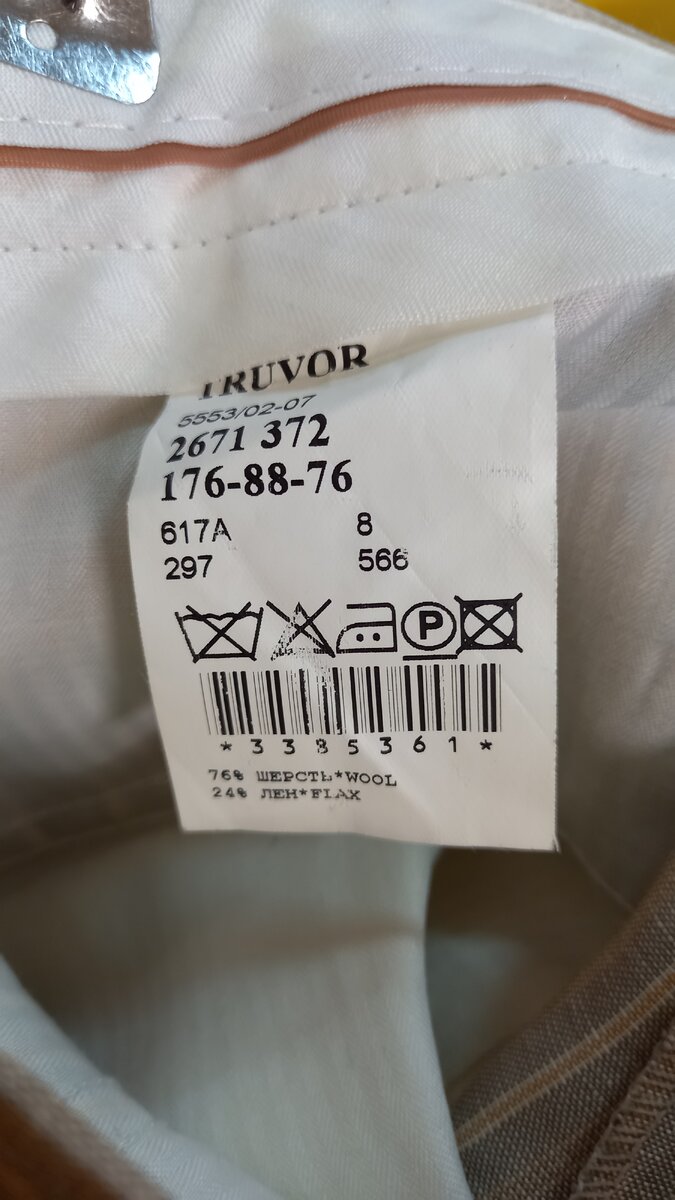 TRUVOR
5553/02-07
2671 372
176-88-76
617A 8
297 566
P
*3385361*
76% ШЕРСТЬ*WOOL
24% ЛЕН*FLAX